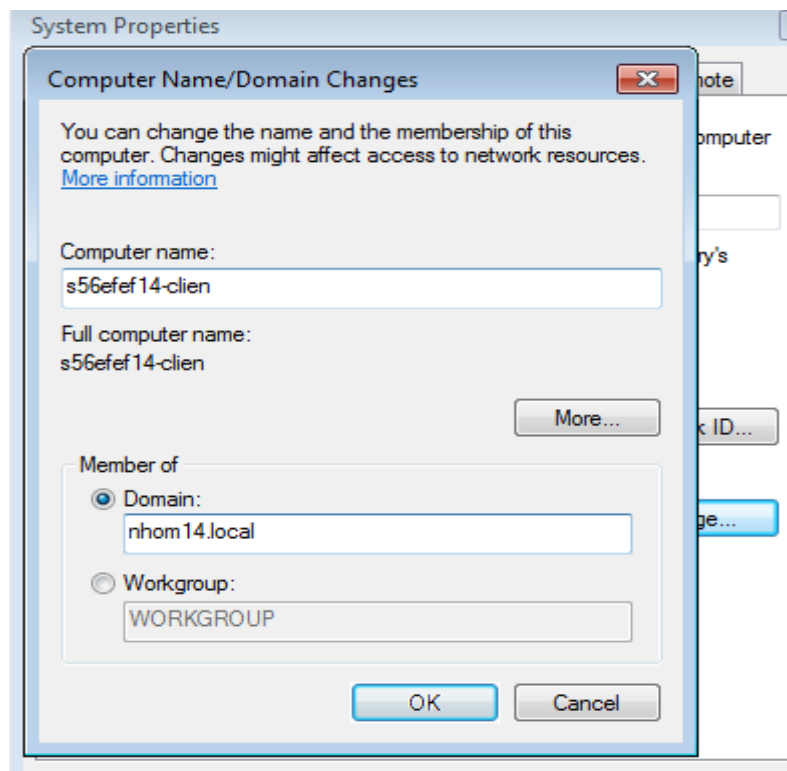 System Properties
Computer Name/Domain Changes
note
You can change the name and the membership of this
computer. Changes might affect access to network resources.
More information
omputer
Computer name:
ry's
s56efef14-clien
Full computer name:
s56efef14-clien
More...
k ID...
Member of
Domain:
nhom14.local
ge...
Workgroup:
WORKGROUP
OK
Cancel